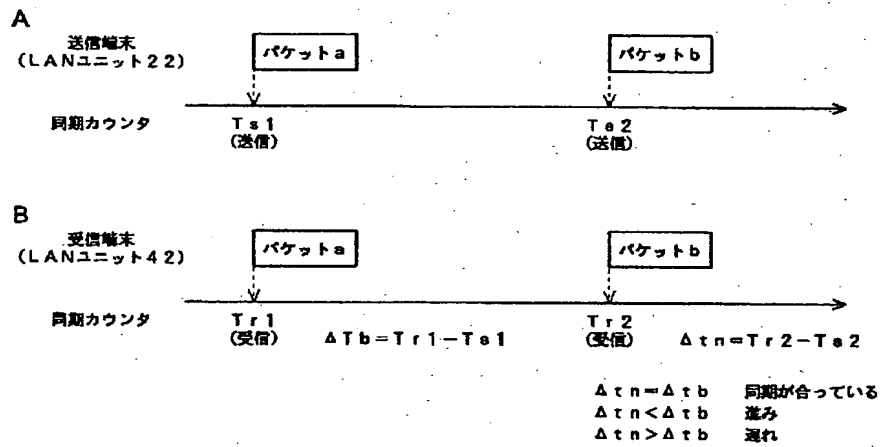 A
送信端末
(LANユニット22)
パケットa
パケットb
同期カウンタ
Ts1
(送信)
Ts2
(送信)
B
受信端末
(LANユニット42)
パケットa
パケットb
同期カウンタ
Tr1
(受信)
ΔTb=Tr1-Ts1
Tr2
(受信)
Δtn=Tr2-Ts2
Δtn=Δtb 同期が合っている
Δtn<Δtb 進み
Δtn>Δtb 遅れ